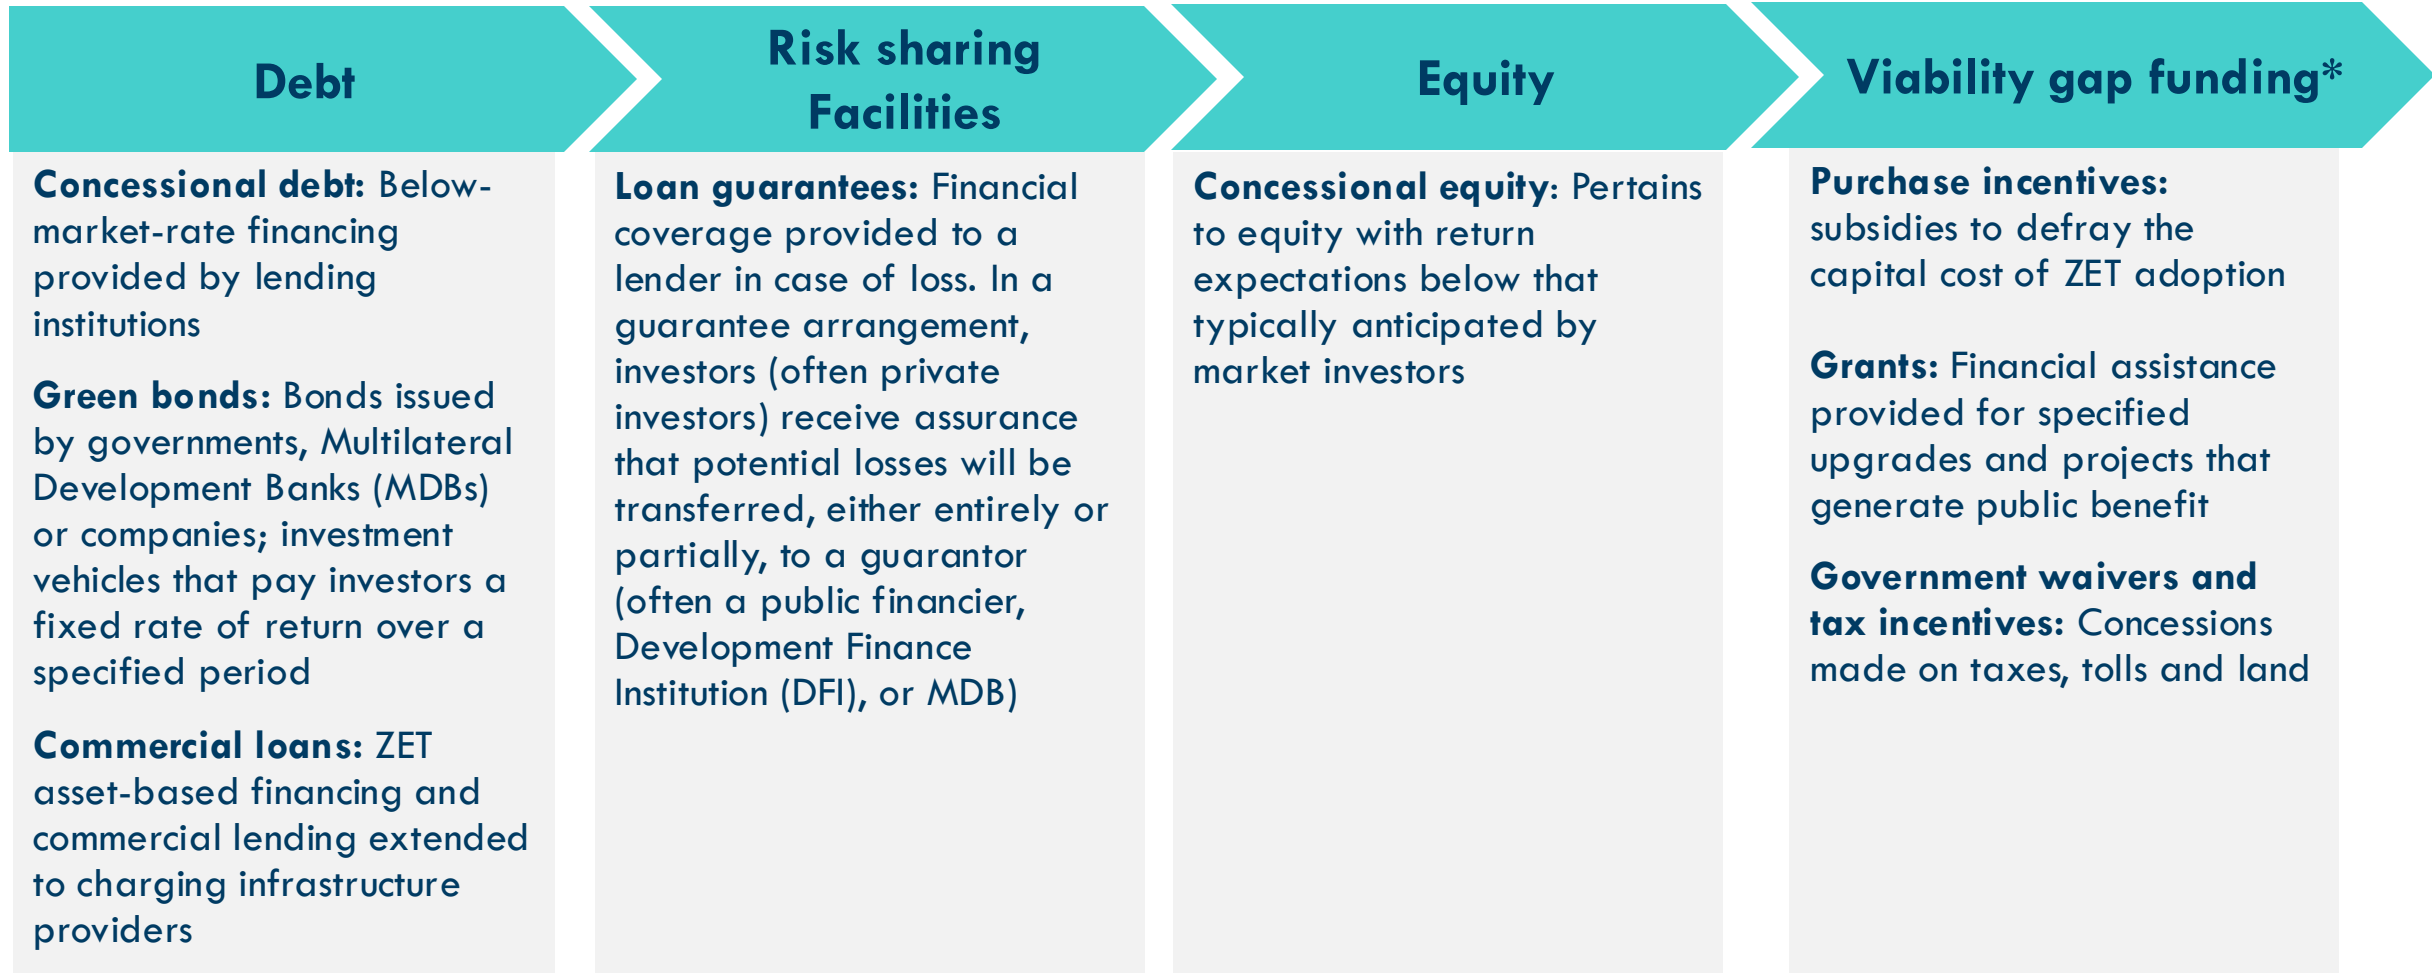 Debt
Concessional debt: Below-
market-rate financing
provided by lending
institutions
Green bonds: Bonds issued
by governments, Multilateral
Development Banks (MDBs)
or companies; investment
vehicles that pay investors a
fixed rate of return over a
specified period
Commercial loans: ZET
asset-based financing and
commercial lending extended
to charging infrastructure
providers
Risk sharing
Facilities
Loan guarantees: Financial
coverage provided to a
lender in case of loss. In a
guarantee arrangement,
investors (often private
investors) receive assurance
that potential losses will be
transferred, either entirely or
partially, to a guarantor
(often a public financier,
Development Finance
Institution (DFI), or MDB)
Equity
Concessional equity: Pertains
to equity with return
expectations below that
typically anticipated by
market investors
Viability gap funding*
Purchase incentives:
subsidies to defray the
capital cost of ZET adoption
Grants: Financial assistance
provided for specified
upgrades and projects that
generate public benefit
Government waivers and
tax incentives: Concessions
made on taxes, tolls and land